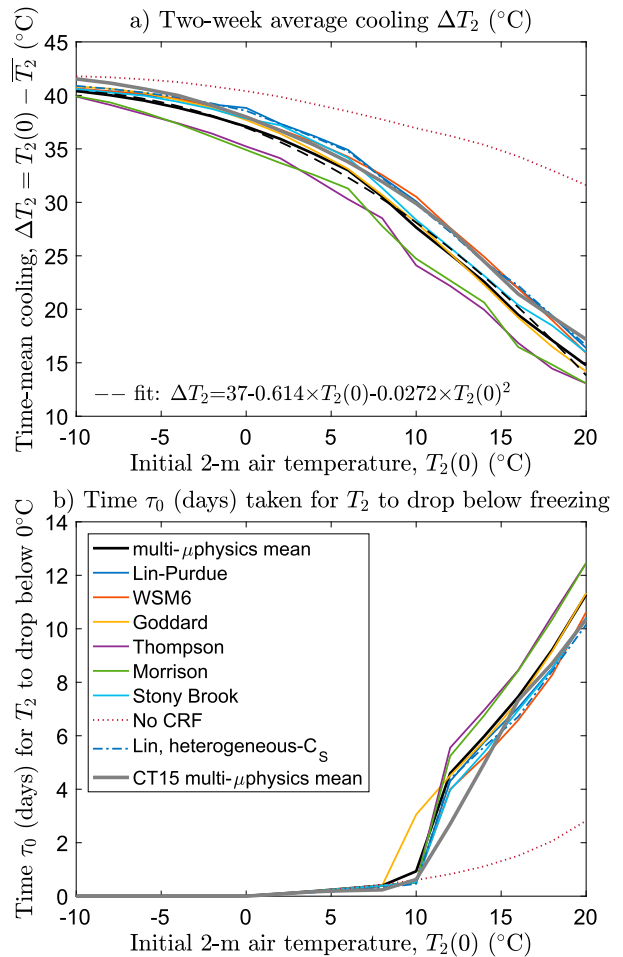 a) Two-week average cooling ΔT₂ (°C)
Time-mean cooling, ΔT₂ = T₂(0) − T̅₂ (°C)
45
40
35
30
25
20
15
10
-- fit: ΔT₂=37-0.614×T₂(0)-0.0272×T₂(0)²
-10 -5 0 5 10 15 20
Initial 2-m air temperature, T₂(0) (°C)
b) Time τ₀ (days) taken for T₂ to drop below freezing
Time τ₀ (days) for T₂ to drop below 0°C
14
12
10
8
6
4
2
0
multi-μphysics mean
Lin-Purdue
WSM6
Goddard
Thompson
Morrison
Stony Brook
No CRF
Lin, heterogeneous-C_S
CT15 multi-μphysics mean
-10 -5 0 5 10 15 20
Initial 2-m air temperature, T₂(0) (°C)